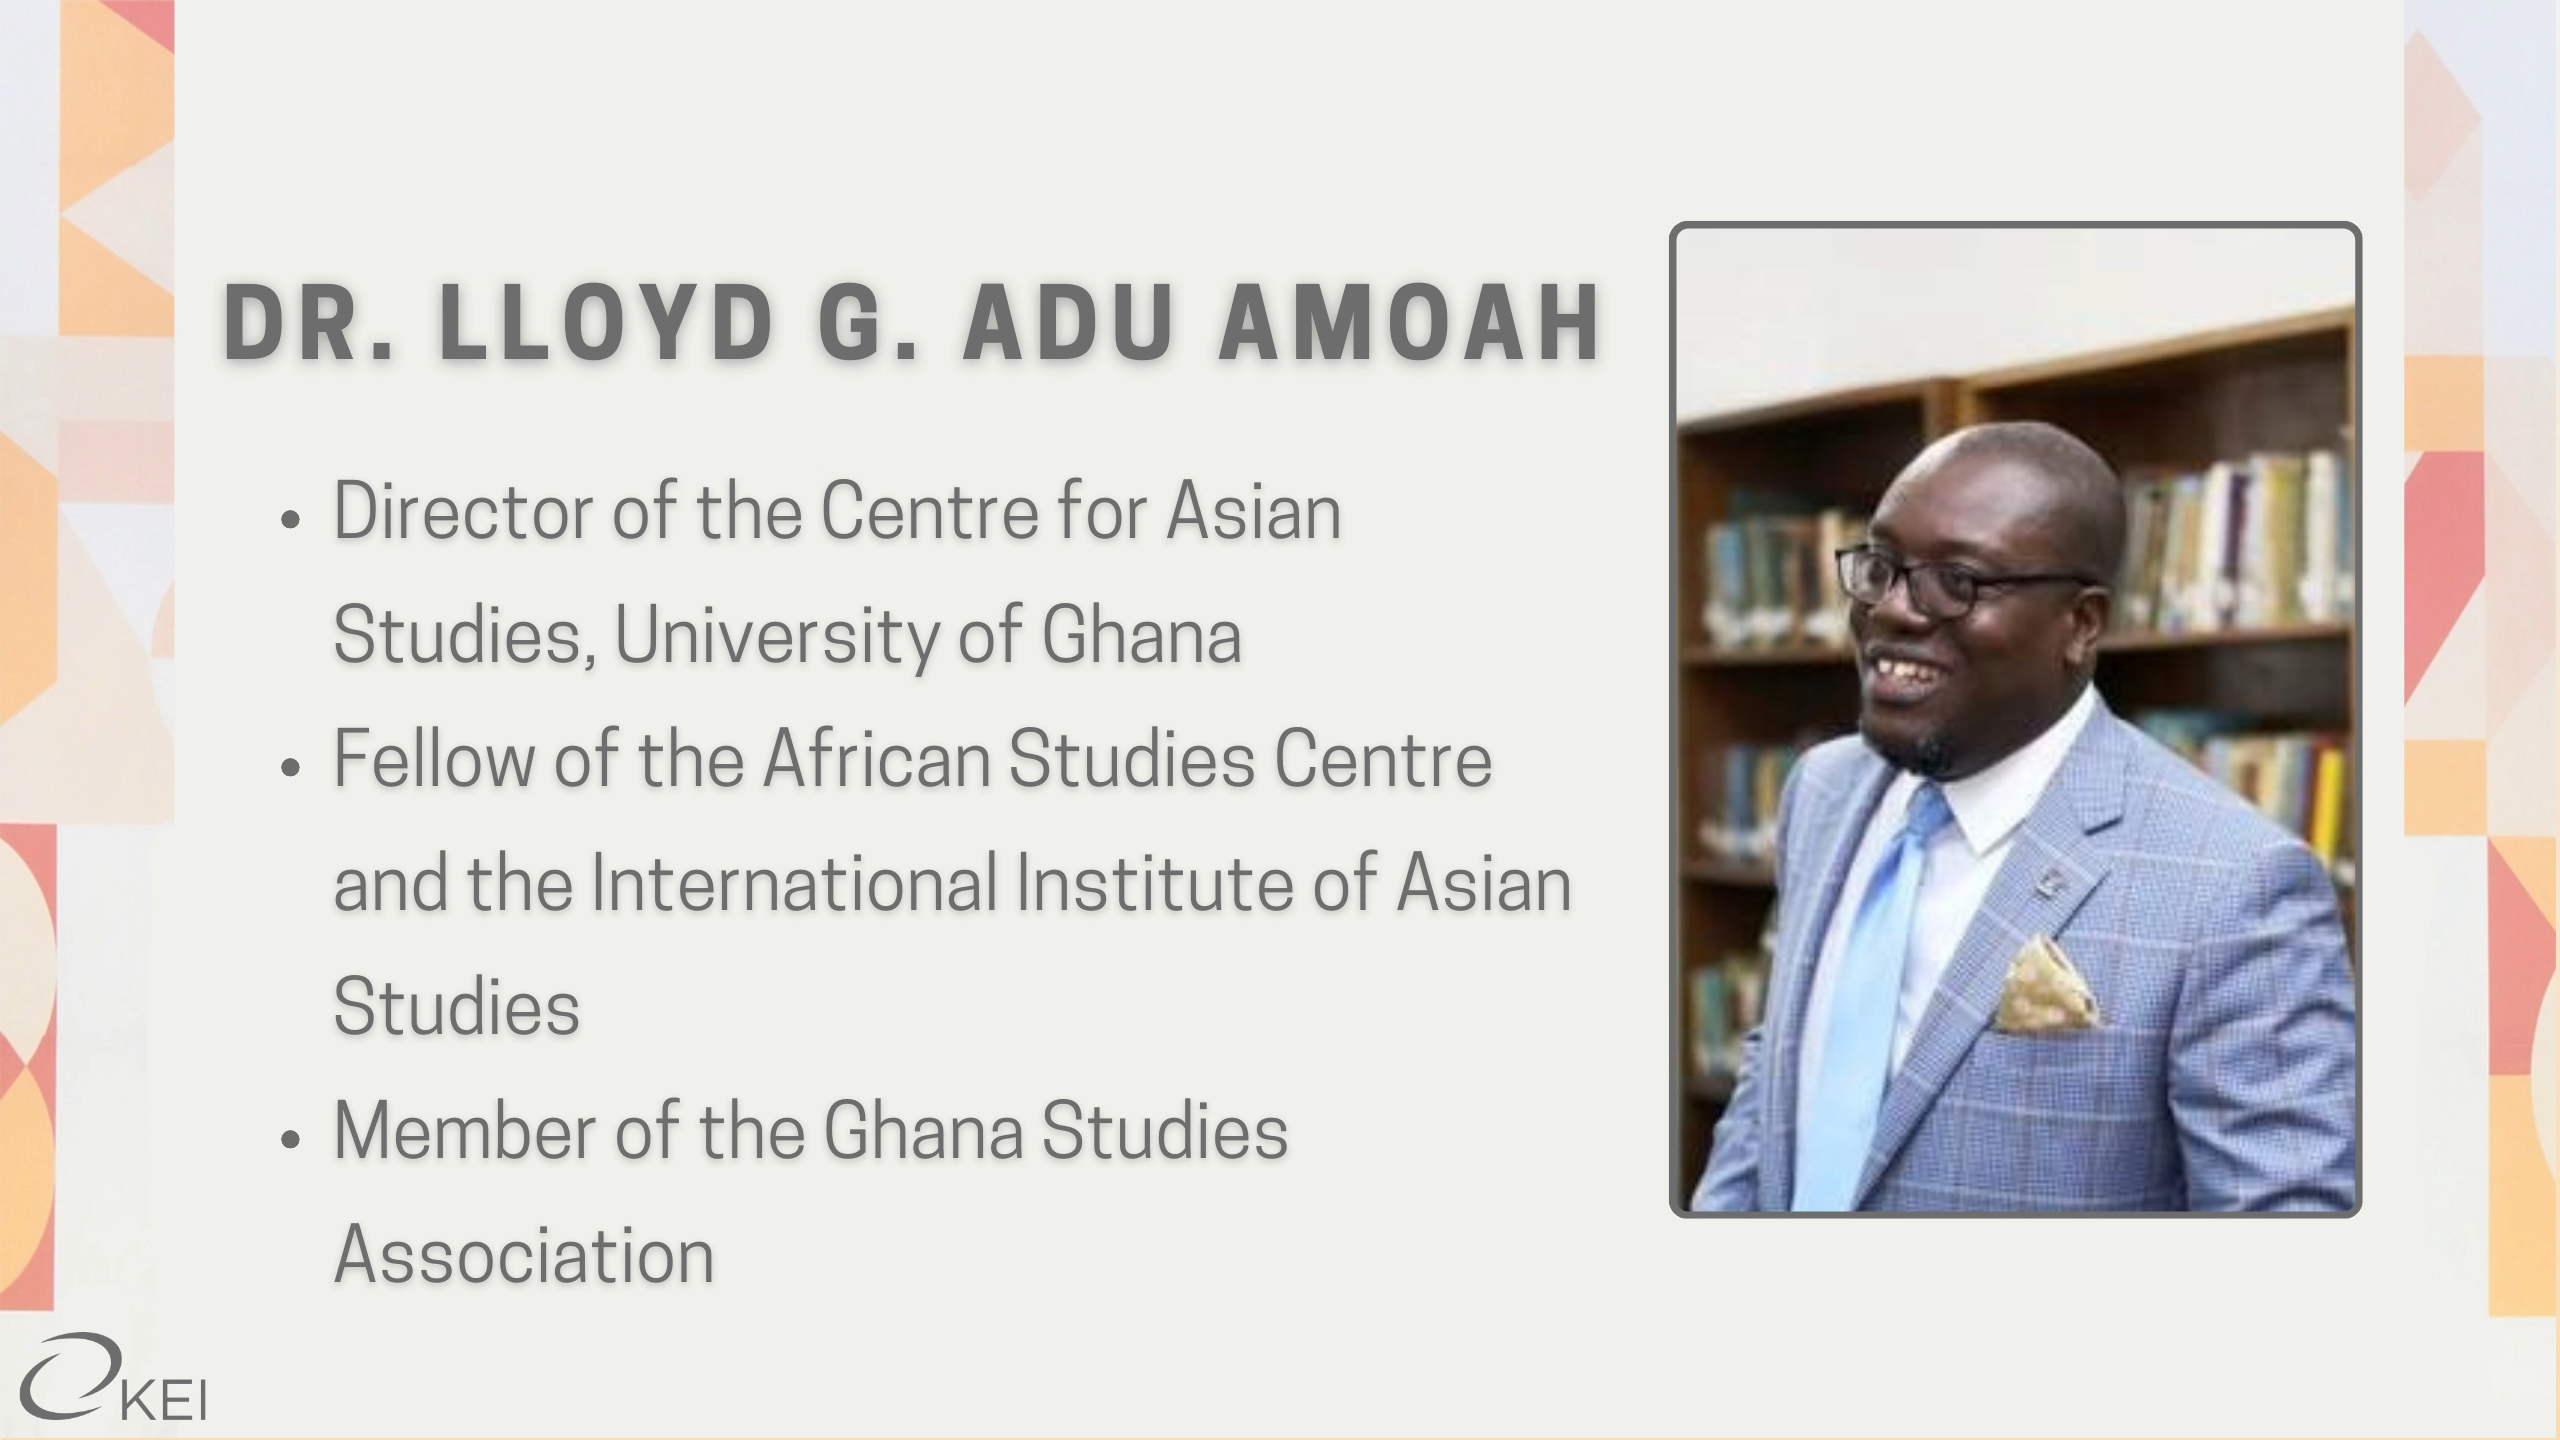 DR. LLOYD G. ADU AMOAH
• Director of the Centre for Asian
Studies, University of Ghana
• Fellow of the African Studies Centre
and the International Institute of Asian
Studies
• Member of the Ghana Studies
Association
KEI